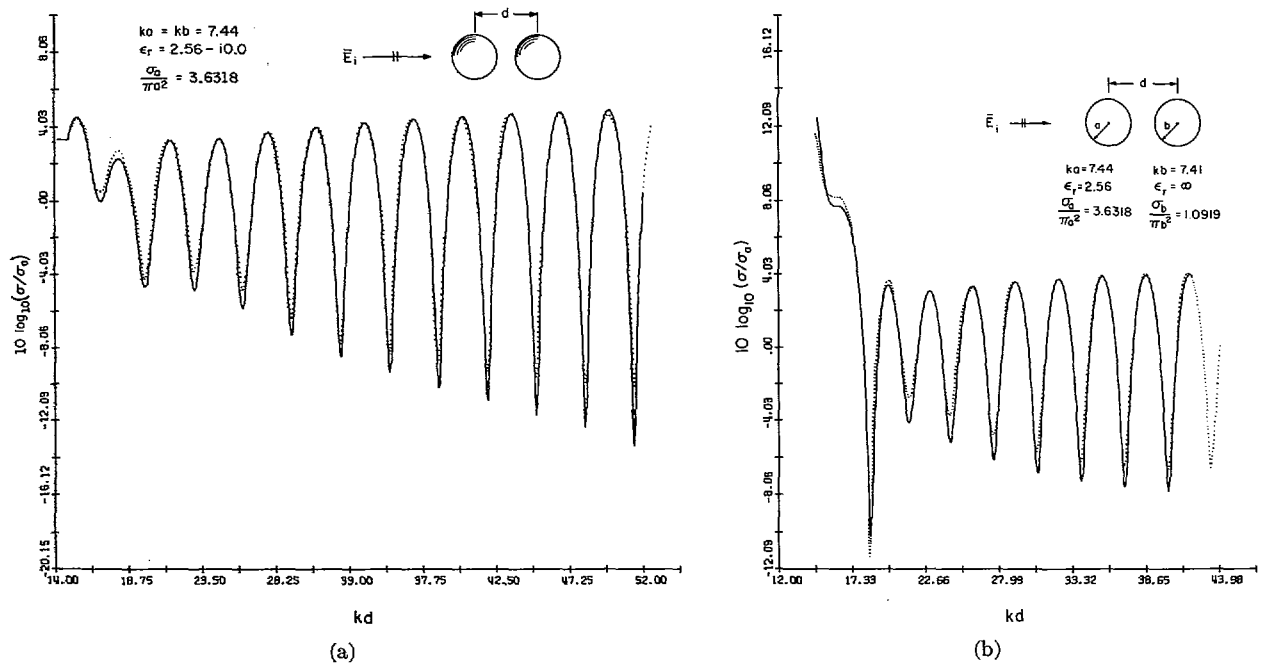 ka = kb = 7.44
ϵr = 2.56 - i0.0
σa/πa² = 3.6318
Ēi
d
10 log10(σ/σa)
8.06
4.03
.00
-4.03
-8.06
-12.09
-16.12
-20.15
14.00 18.75 23.50 28.25 39.00 97.75 42.50 47.25 52.00
kd
(a)
d
Ēi
a b
ka=7.44 kb=7.41
ϵr=2.56 ϵr=∞
σa/πa²=3.6318 σb/πb²=1.0919
10 log10(σ/σa)
16.12
12.09
8.06
4.03
.00
-4.03
-8.06
-12.09
12.00 17.33 22.66 27.99 33.32 38.65 43.98
kd
(b)